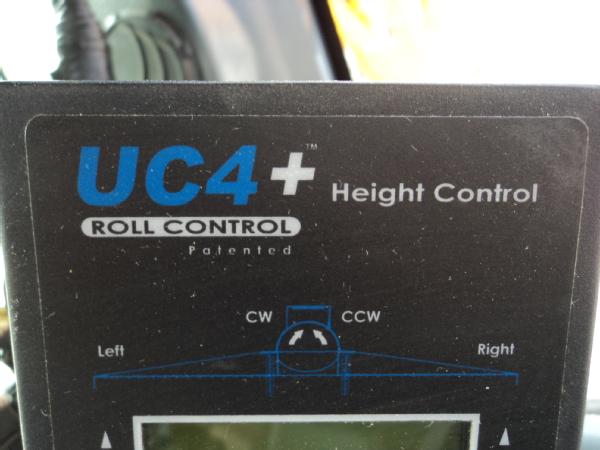 UC4+™
Height Control
ROLL CONTROL
Patented
CW CCW
Left Right